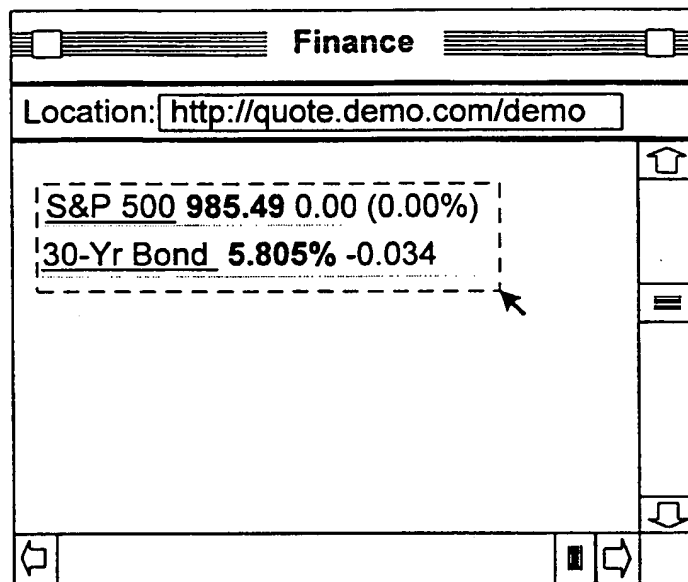 Finance
Location: http://quote.demo.com/demo
S&P 500 985.49 0.00 (0.00%)
30-Yr Bond 5.805% -0.034